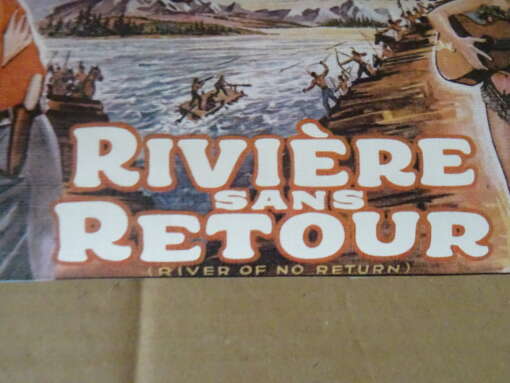 RIVIÈRE
SANS
RETOUR
(RIVER OF NO RETURN)